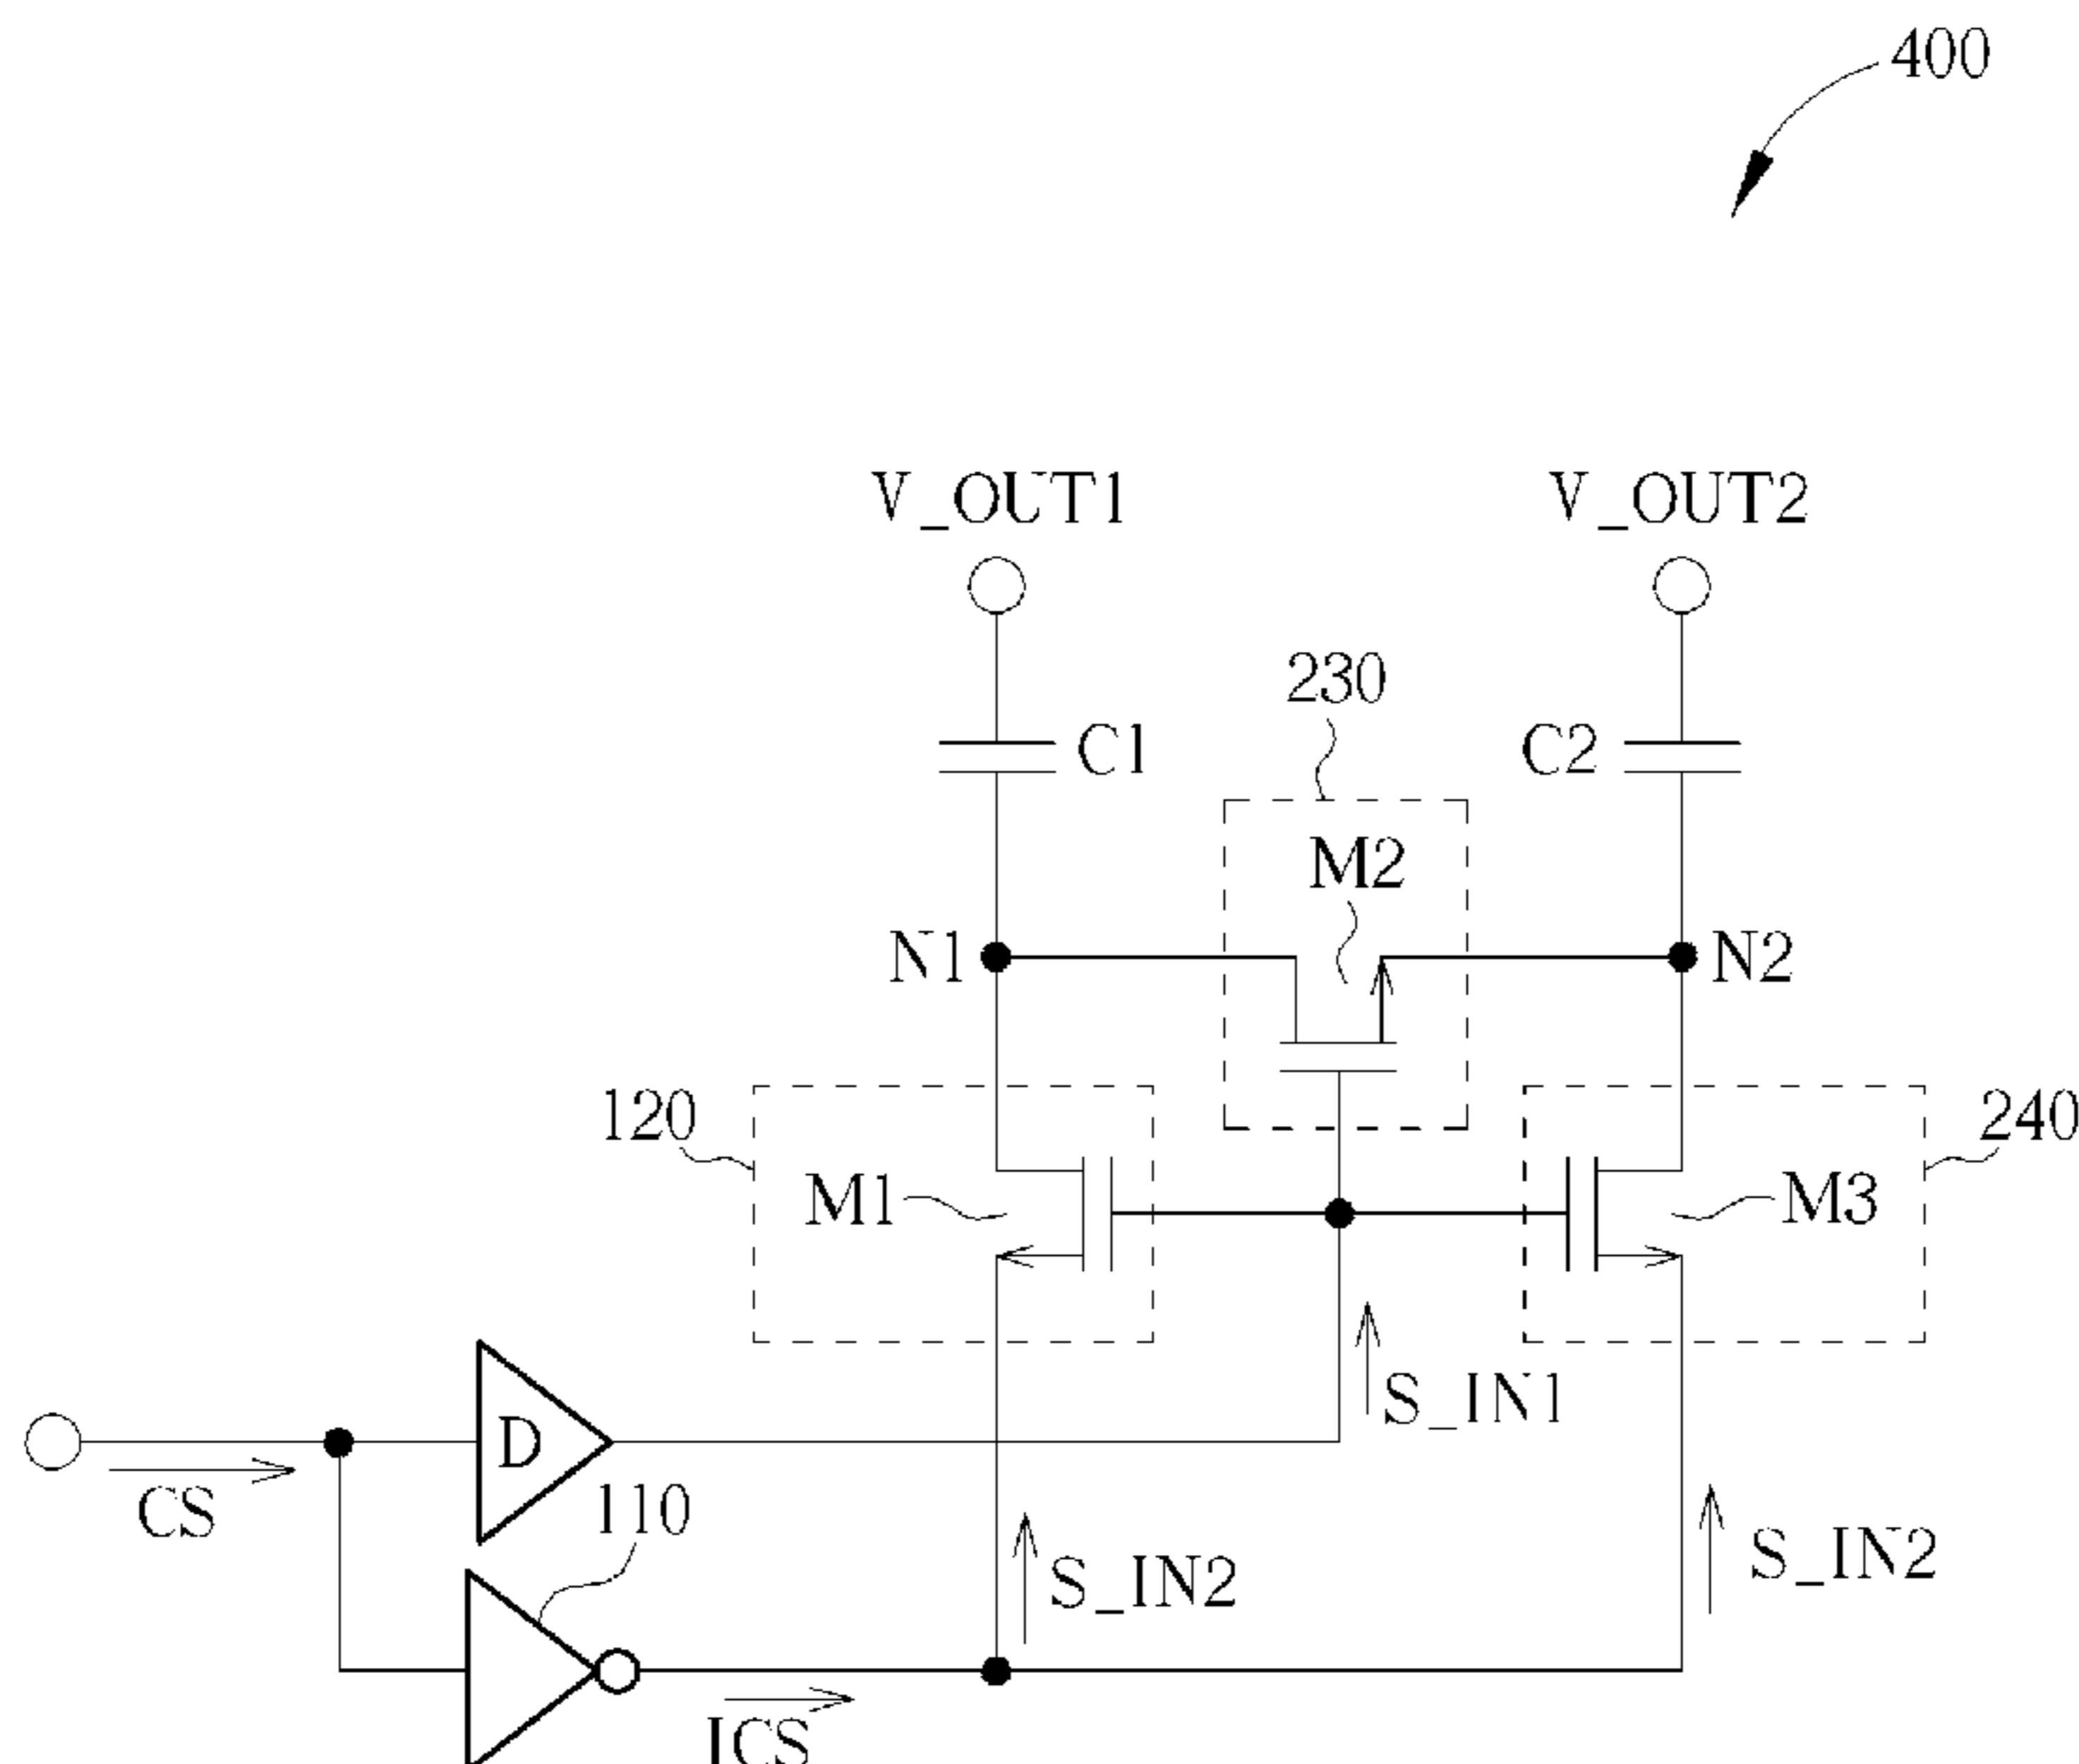 400
V_OUT1 V_OUT2
230
C1 C2
M2
N1 N2
120 240
M1 M3
S_IN1
D
CS
110
S_IN2 S_IN2
ICS